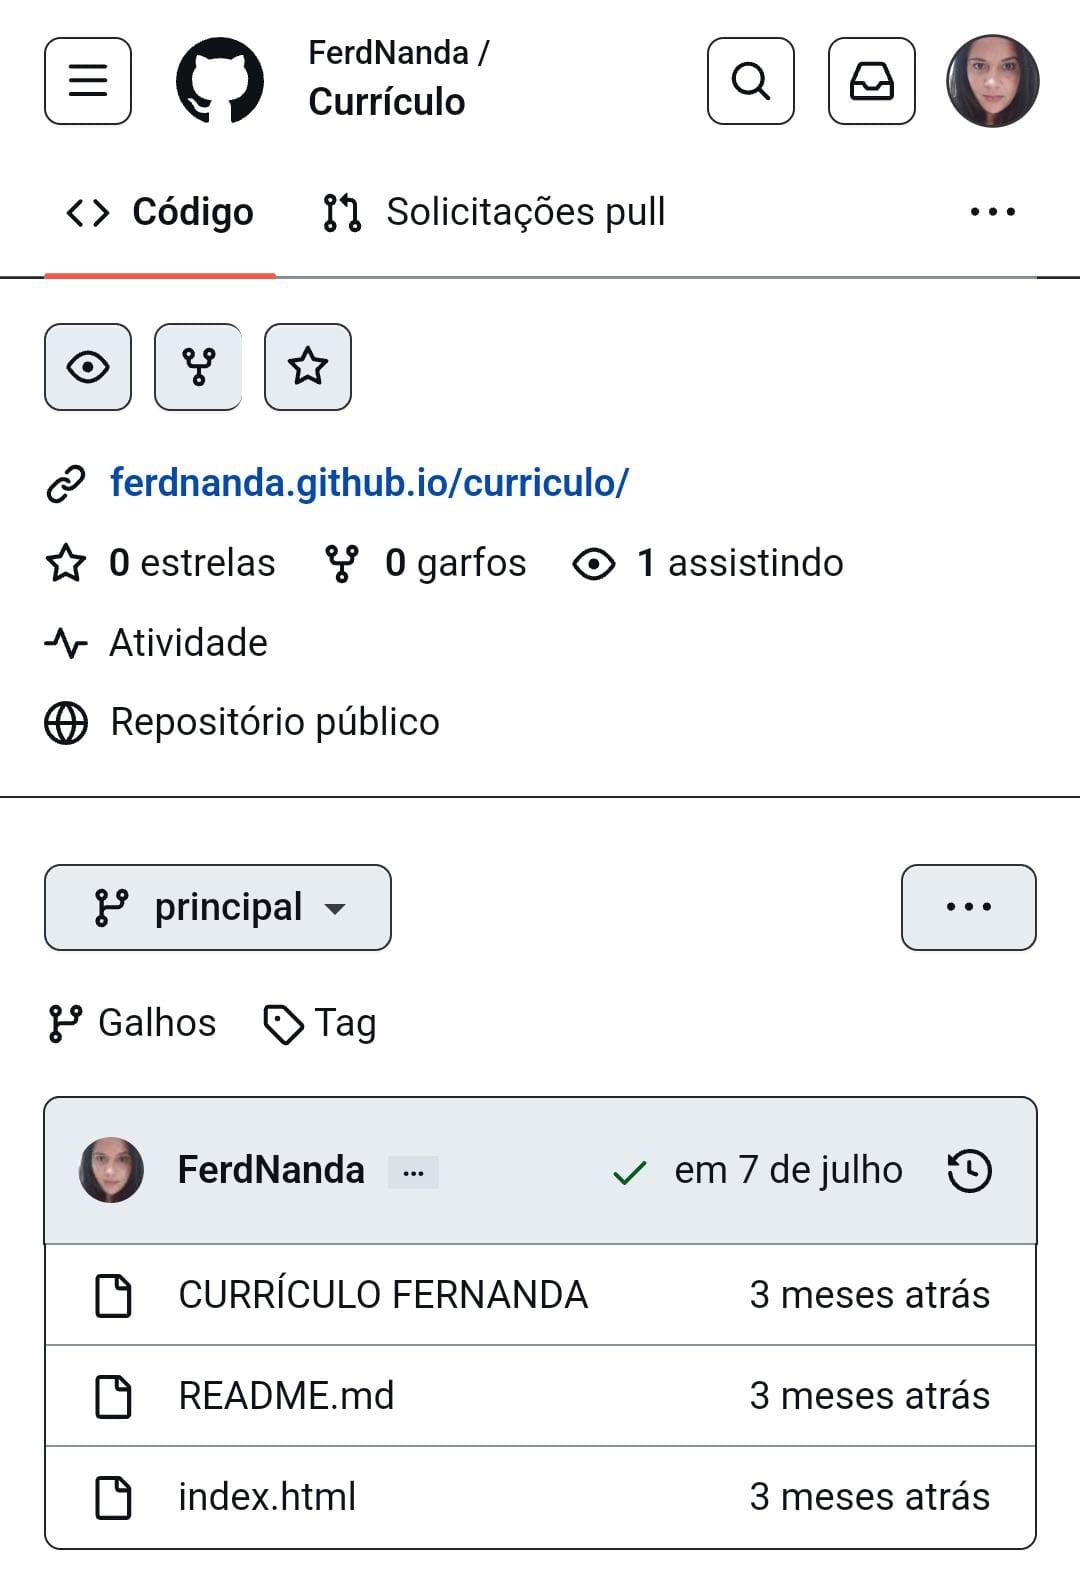 FerdNanda /
Currículo
Código
Solicitações pull
ferdnanda.github.io/curriculo/
0 estrelas 0 garfos 1 assistindo
Atividade
Repositório público
principal
Galhos Tag
FerdNanda ... em 7 de julho
CURRÍCULO FERNANDA 3 meses atrás
README.md 3 meses atrás
index.html 3 meses atrás